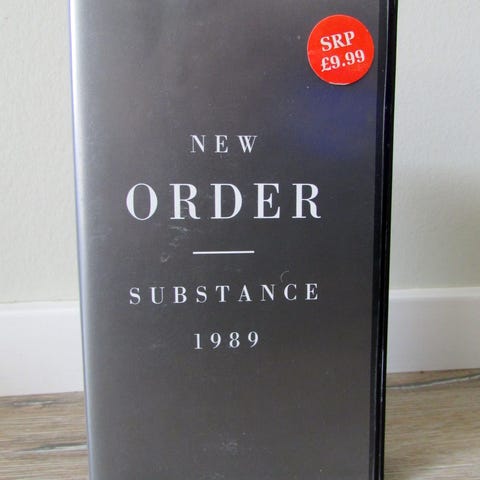 SRP
£9.99
NEW
ORDER
SUBSTANCE
1989